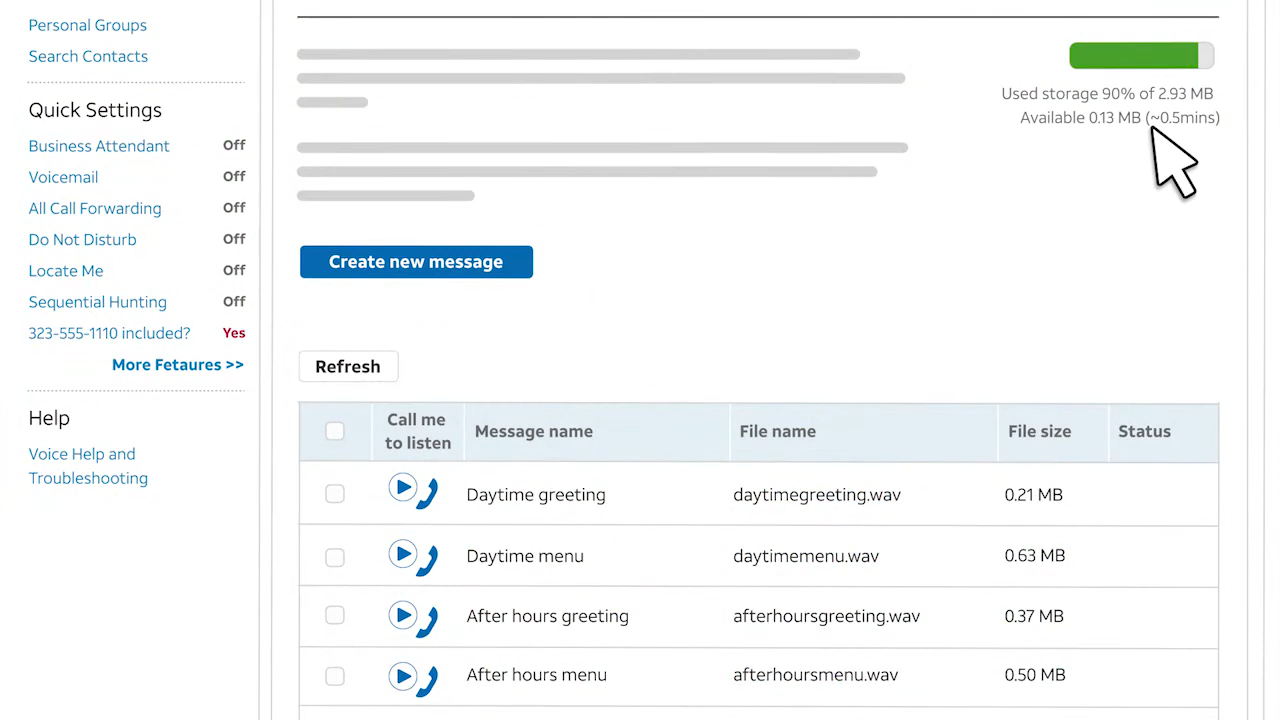 Personal Groups
Search Contacts
Quick Settings
Business Attendant Off
Voicemail Off
All Call Forwarding Off
Do Not Disturb Off
Locate Me Off
Sequential Hunting Off
323-555-1110 included? Yes
More Fetaures >>
Help
Voice Help and
Troubleshooting
Used storage 90% of 2.93 MB
Available 0.13 MB (~0.5mins)
Create new message
Refresh
Call me
to listen
Message name
File name
File size
Status
Daytime greeting daytimegreeting.wav 0.21 MB
Daytime menu daytimemenu.wav 0.63 MB
After hours greeting afterhoursgreeting.wav 0.37 MB
After hours menu afterhoursmenu.wav 0.50 MB